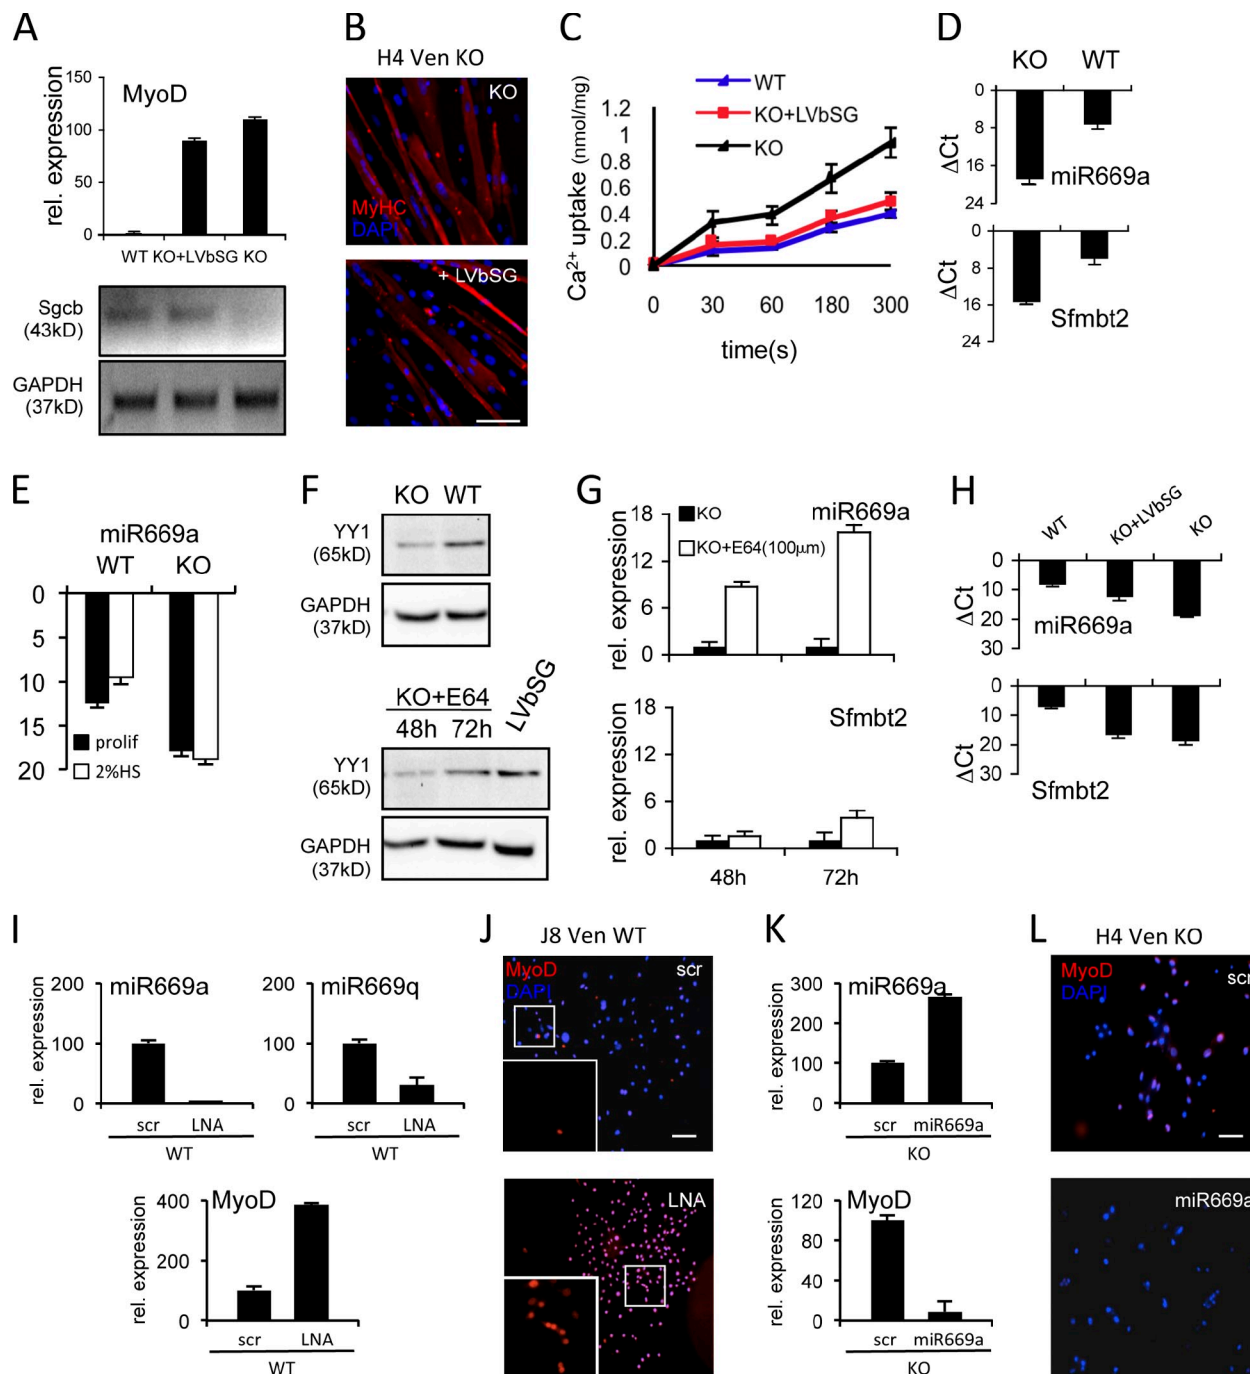 A
rel. expression
150
100
50
0
MyoD
WT KO+LVbSG KO
Sgcb
(43kD)
GAPDH
(37kD)
B
H4 Ven KO
KO
MyHC
DAPI
+ LVbSG
C
WT
KO+LVbSG
KO
Ca2+ uptake (nmol/mg)
1.2
1
0.8
0.6
0.4
0.2
0
0 30 60 180 300
time(s)
D
KO WT
ΔCt
0
8
16
24
miR669a
ΔCt
0
8
16
24
Sfmbt2
E
miR669a
WT KO
0
5
10
15
20
prolif
2%HS
F
KO WT
YY1
(65kD)
GAPDH
(37kD)
KO+E64
48h 72h LVbSG
YY1
(65kD)
GAPDH
(37kD)
G
rel. expression
18
12
6
0
KO
KO+E64(100μm)
miR669a
rel. expression
18
12
6
0
Sfmbt2
48h 72h
H
WT KO+LVbSG KO
ΔCt
0
10
20
30
miR669a
ΔCt
0
10
20
30
Sfmbt2
I
rel. expression
200
100
0
miR669a
scr LNA
WT
rel. expression
200
100
0
miR669q
scr LNA
WT
rel. expression
400
200
0
MyoD
scr LNA
WT
J
J8 Ven WT
MyoD
DAPI
scr
LNA
K
rel. expression
300
200
100
0
miR669a
scr miR669a
KO
rel. expression
120
80
40
0
MyoD
scr miR669a
KO
L
H4 Ven KO
MyoD
DAPI
scr
miR669a